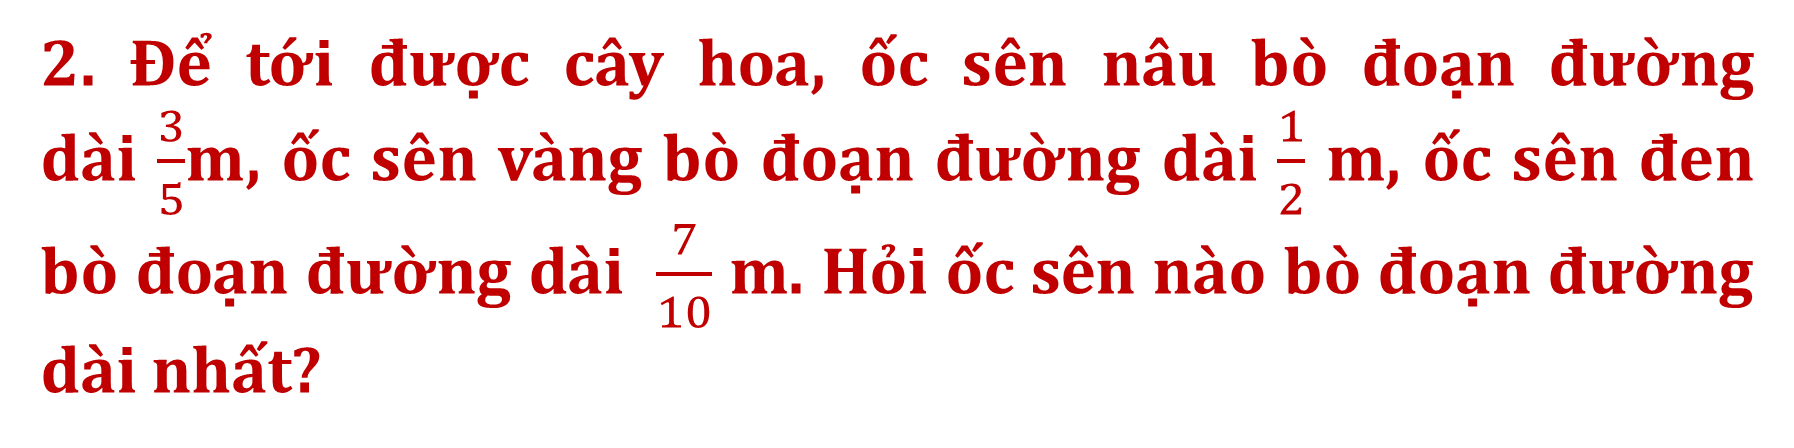 2. Để tới được cây hoa, ốc sên nâu bò đoạn đường
dài 3/5 m, ốc sên vàng bò đoạn đường dài 1/2 m, ốc sên đen
bò đoạn đường dài 7/10 m. Hỏi ốc sên nào bò đoạn đường
dài nhất?